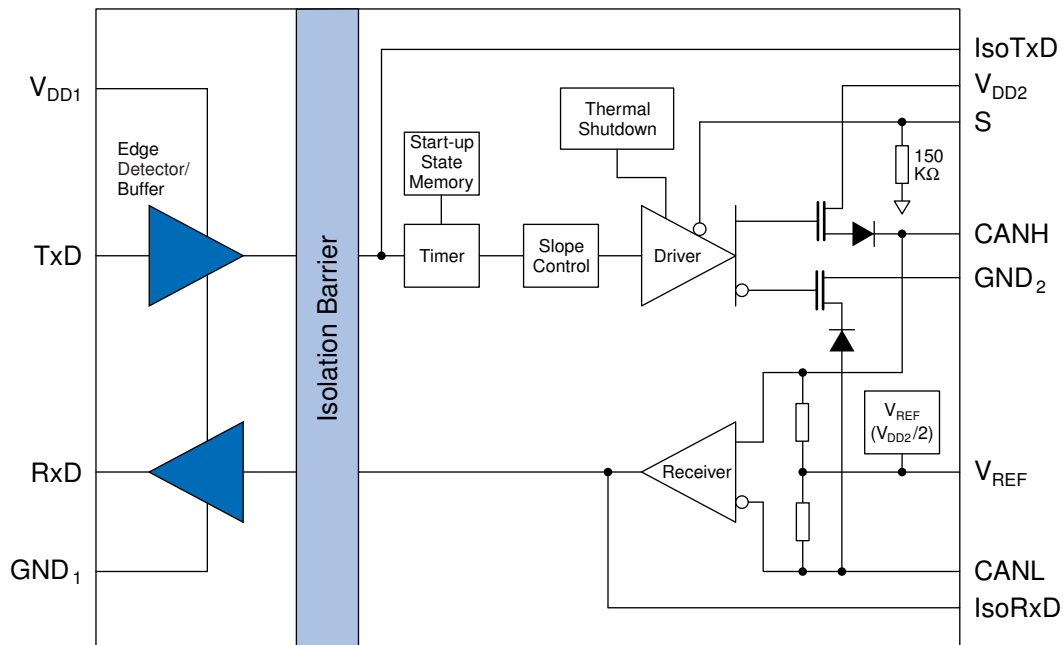 IsoTxD
V_DD1
V_DD2
S
Thermal
Shutdown
Edge
Detector/
Buffer
Start-up
State
Memory
150
KΩ
TxD
Timer
Slope
Control
Driver
CANH
GND_2
Isolation Barrier
V_REF
(V_DD2/2)
RxD
Receiver
V_REF
GND_1
CANL
IsoRxD